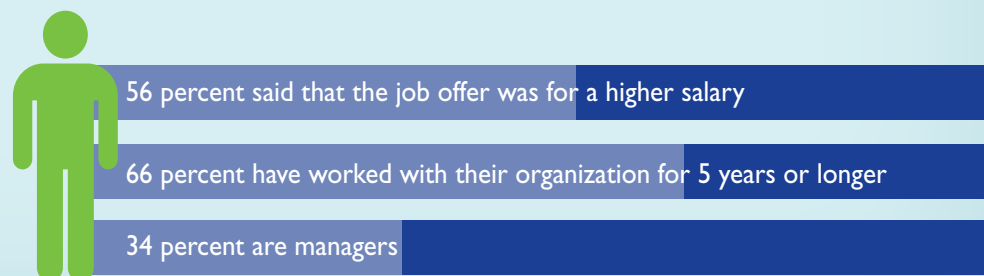 56 percent said that the job offer was for a higher salary
66 percent have worked with their organization for 5 years or longer
34 percent are managers